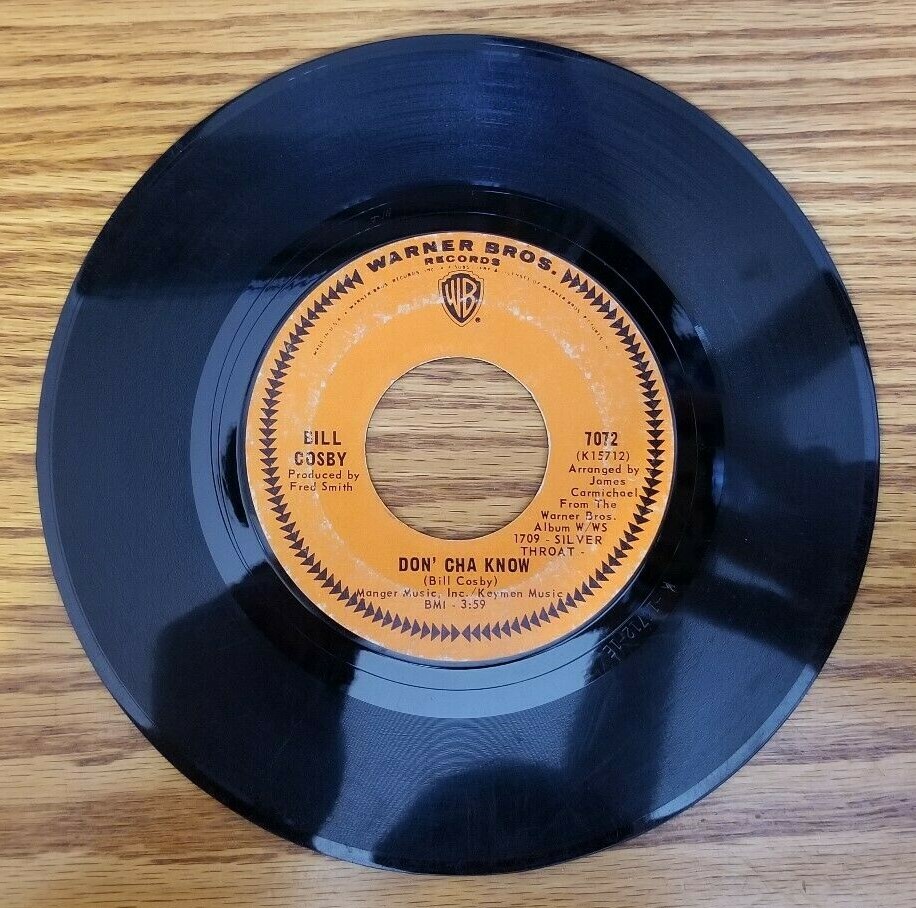 WARNER BROS.
RECORDS
WB
®
BILL
COSBY
Produced by
Fred Smith
7072
(K15712)
Arranged by
James
Carmichael
From The
Warner Bros.
Album W/WS
1709 - SILVER
THROAT -
DON' CHA KNOW
(Bill Cosby)
Manger Music, Inc./Keymen Music
BMI - 3:59